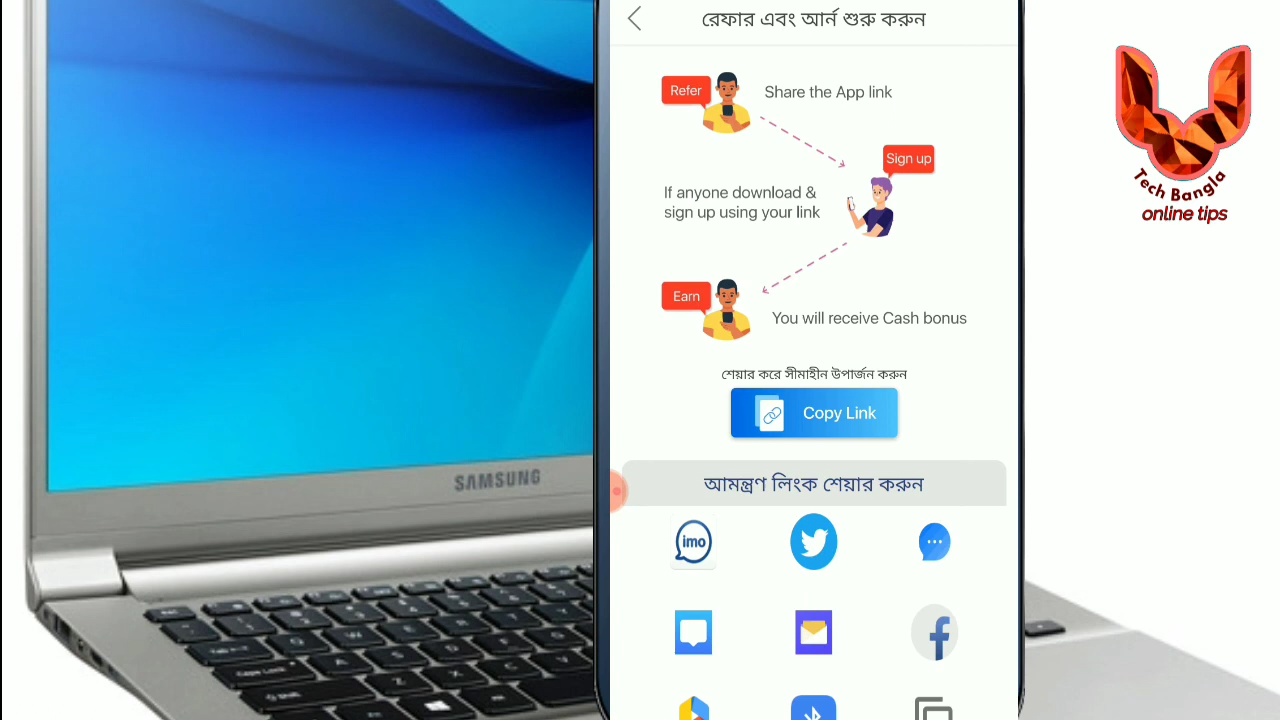 রেফার এবং আর্ন শুরু করুন
Refer
Share the App link
Sign up
If anyone download &
sign up using your link
Earn
You will receive Cash bonus
শেয়ার করে সীমাহীন উপার্জন করুন
Copy Link
আমন্ত্রণ লিংক শেয়ার করুন
imo
SAMSUNG
Tech Bangla
online tips